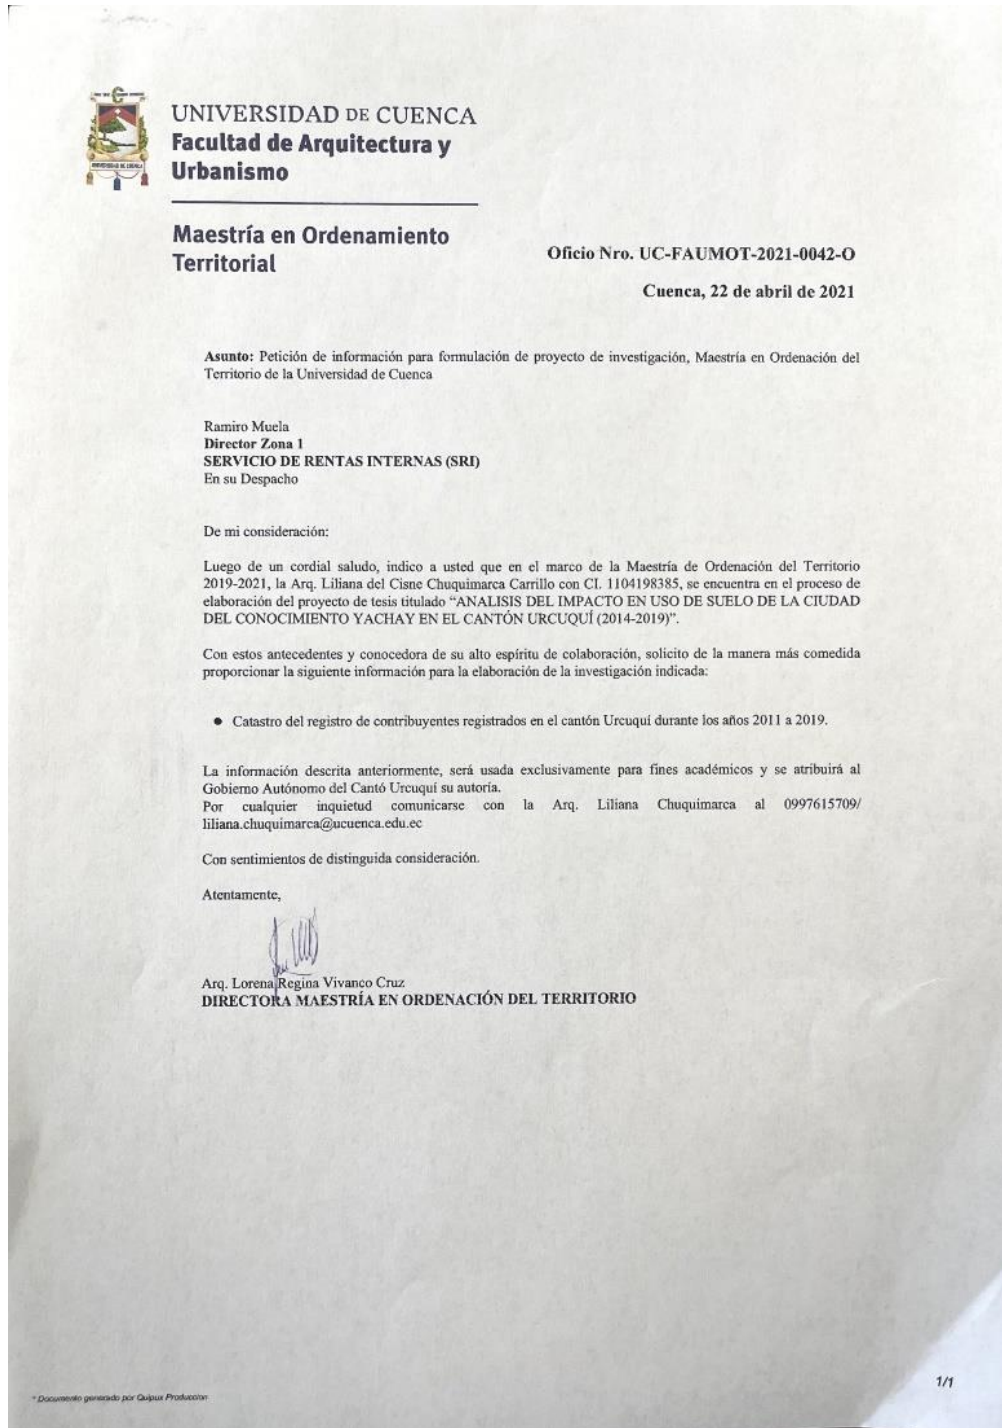 UNIVERSIDAD DE CUENCA
Facultad de Arquitectura y
Urbanismo
UNIVERSIDAD DE CUENCA
Maestría en Ordenamiento
Territorial
Oficio Nro. UC-FAUMOT-2021-0042-O
Cuenca, 22 de abril de 2021
Asunto: Petición de información para formulación de proyecto de investigación, Maestría en Ordenación del
Territorio de la Universidad de Cuenca
Ramiro Muela
Director Zona 1
SERVICIO DE RENTAS INTERNAS (SRI)
En su Despacho
De mi consideración:
Luego de un cordial saludo, indico a usted que en el marco de la Maestría de Ordenación del Territorio
2019-2021, la Arq. Liliana del Cisne Chuquimarca Carrillo con CI. 1104198385, se encuentra en el proceso de
elaboración del proyecto de tesis titulado “ANALISIS DEL IMPACTO EN USO DE SUELO DE LA CIUDAD
DEL CONOCIMIENTO YACHAY EN EL CANTÓN URCUQUÍ (2014-2019)”.
Con estos antecedentes y conocedora de su alto espíritu de colaboración, solicito de la manera más comedida
proporcionar la siguiente información para la elaboración de la investigación indicada:
● Catastro del registro de contribuyentes registrados en el cantón Urcuquí durante los años 2011 a 2019.
La información descrita anteriormente, será usada exclusivamente para fines académicos y se atribuirá al
Gobierno Autónomo del Cantó Urcuquí su autoría.
Por cualquier inquietud comunicarse con la Arq. Liliana Chuquimarca al 0997615709/
liliana.chuquimarca@ucuenca.edu.ec
Con sentimientos de distinguida consideración.
Atentamente,
Arq. Lorena Regina Vivanco Cruz
DIRECTORA MAESTRÍA EN ORDENACIÓN DEL TERRITORIO
1/1
* Documento generado por Quipux Produccion